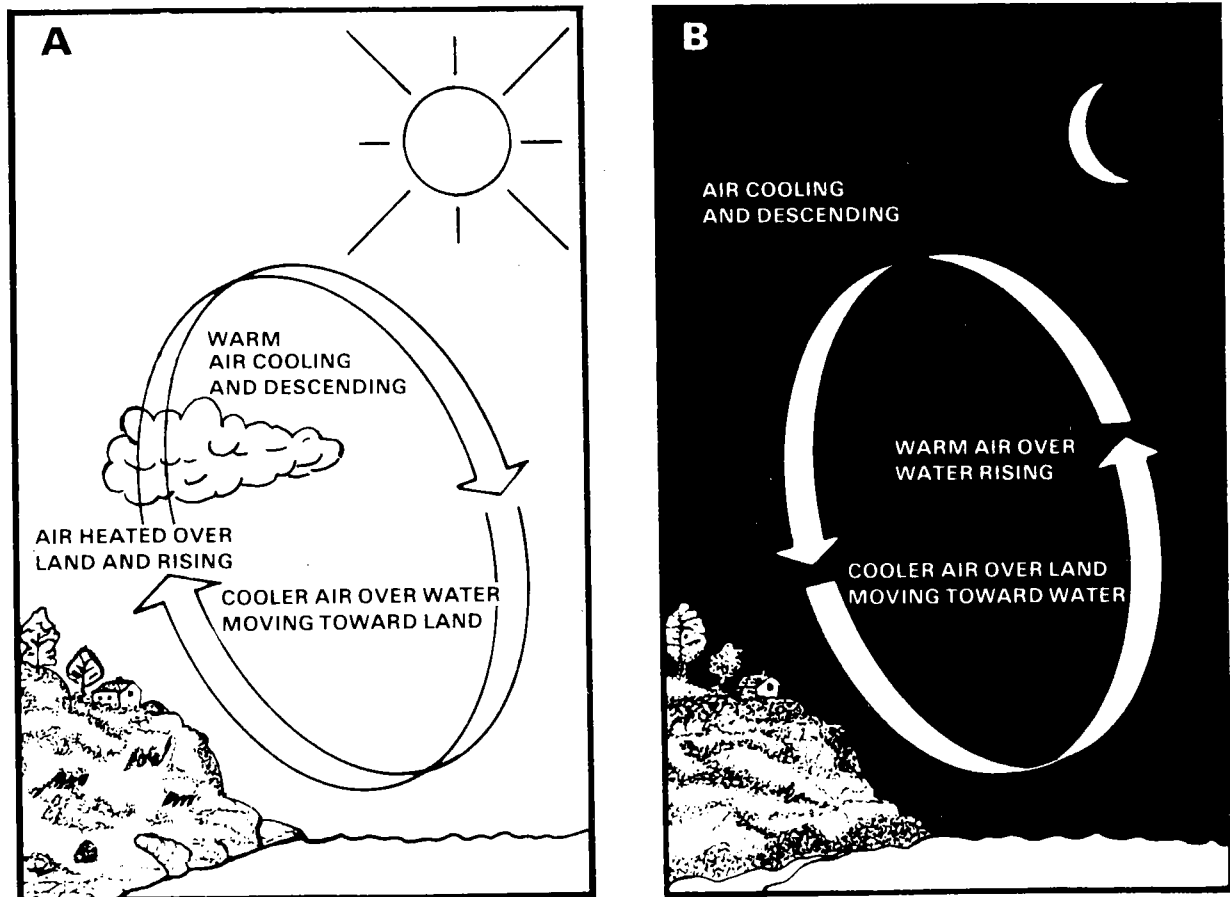 A
WARM
AIR COOLING
AND DESCENDING
AIR HEATED OVER
LAND AND RISING
COOLER AIR OVER WATER
MOVING TOWARD LAND
B
AIR COOLING
AND DESCENDING
WARM AIR OVER
WATER RISING
COOLER AIR OVER LAND
MOVING TOWARD WATER